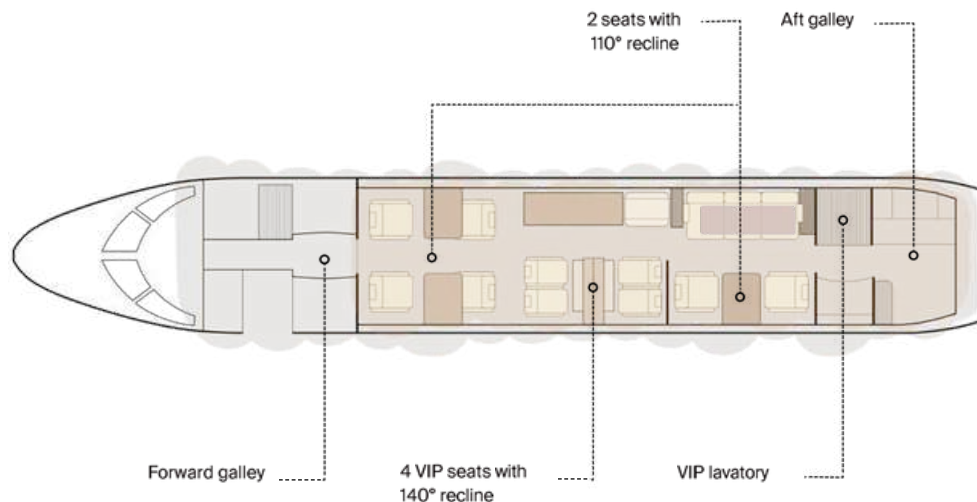 2 seats with
110° recline
Aft galley
Forward galley
4 VIP seats with
140° recline
VIP lavatory